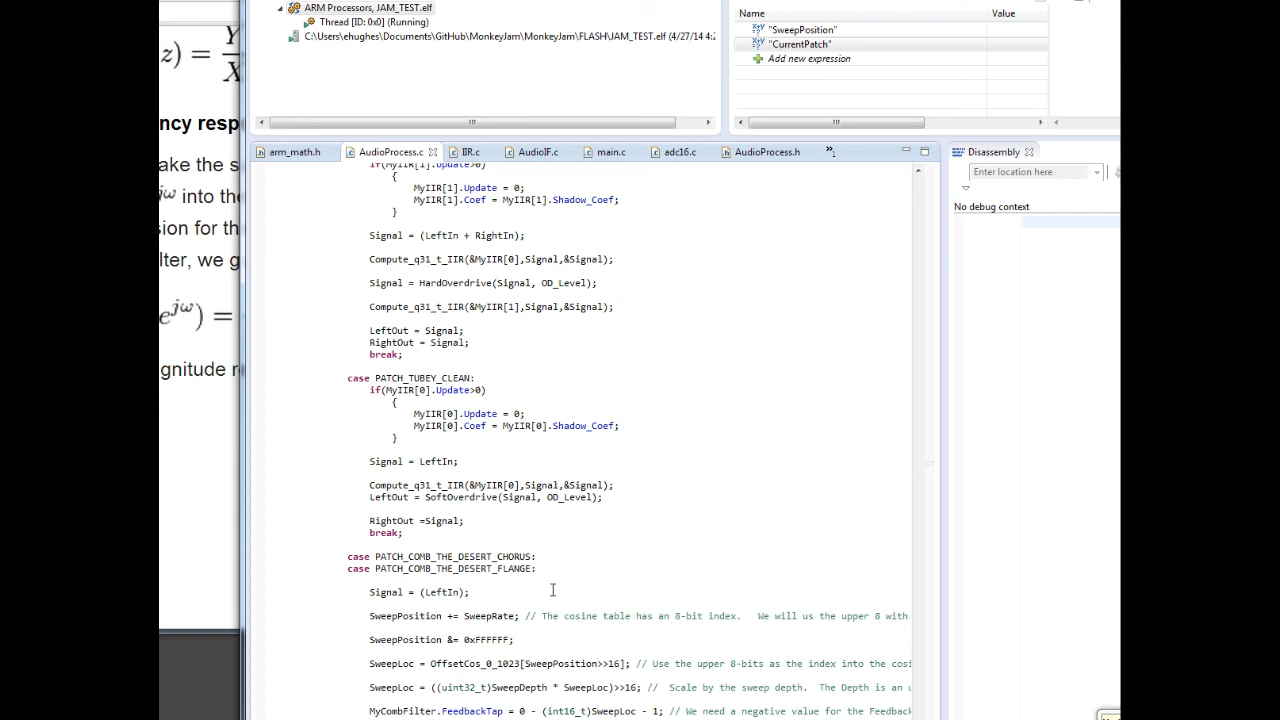 ARM Processors, JAM_TEST.elf
Thread [ID: 0x0] (Running)
C:\Users\ehughes\Documents\GitHub\MonkeyJam\MonkeyJam\FLASH\JAM_TEST.elf (4/27/14 4:2
Name Value
"SweepPosition"
"CurrentPatch"
Add new expression
z) = Y
X
ncy resp
ake the s
jω into the
sion for th
lter, we g
e^jω) =
gnitude r
arm_math.h AudioProcess.c IIR.c AudioIF.c main.c adc16.c AudioProcess.h »1
Disassembly
Enter location here
No debug context
if(MyIIR[1].Update>0)
{
MyIIR[1].Update = 0;
MyIIR[1].Coef = MyIIR[1].Shadow_Coef;
}
Signal = (LeftIn + RightIn);
Compute_q31_t_IIR(&MyIIR[0],Signal,&Signal);
Signal = HardOverdrive(Signal, OD_Level);
Compute_q31_t_IIR(&MyIIR[1],Signal,&Signal);
LeftOut = Signal;
RightOut = Signal;
break;
case PATCH_TUBEY_CLEAN:
if(MyIIR[0].Update>0)
{
MyIIR[0].Update = 0;
MyIIR[0].Coef = MyIIR[0].Shadow_Coef;
}
Signal = LeftIn;
Compute_q31_t_IIR(&MyIIR[0],Signal,&Signal);
LeftOut = SoftOverdrive(Signal, OD_Level);
RightOut =Signal;
break;
case PATCH_COMB_THE_DESERT_CHORUS:
case PATCH_COMB_THE_DESERT_FLANGE:
Signal = (LeftIn);
SweepPosition += SweepRate; // The cosine table has an 8-bit index. We will us the upper 8 with
SweepPosition &= 0xFFFFFF;
SweepLoc = OffsetCos_0_1023[SweepPosition>>16]; // Use the upper 8-bits as the index into the cosi
SweepLoc = ((uint32_t)SweepDepth * SweepLoc)>>16; // Scale by the sweep depth. The Depth is an u
MyCombFilter.FeedbackTap = 0 - (int16_t)SweepLoc - 1; // We need a negative value for the Feedback